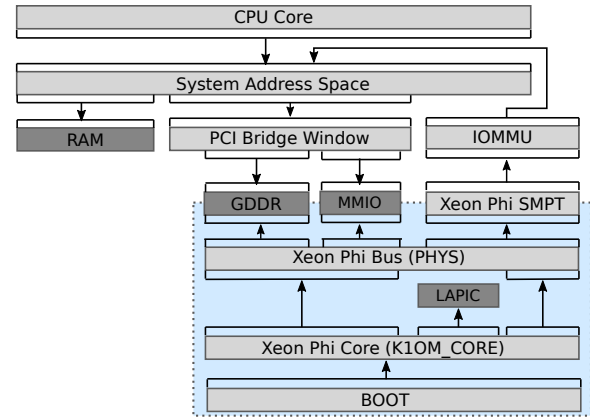 CPU Core
System Address Space
RAM
PCI Bridge Window
IOMMU
GDDR
MMIO
Xeon Phi SMPT
Xeon Phi Bus (PHYS)
LAPIC
Xeon Phi Core (K1OM_CORE)
BOOT